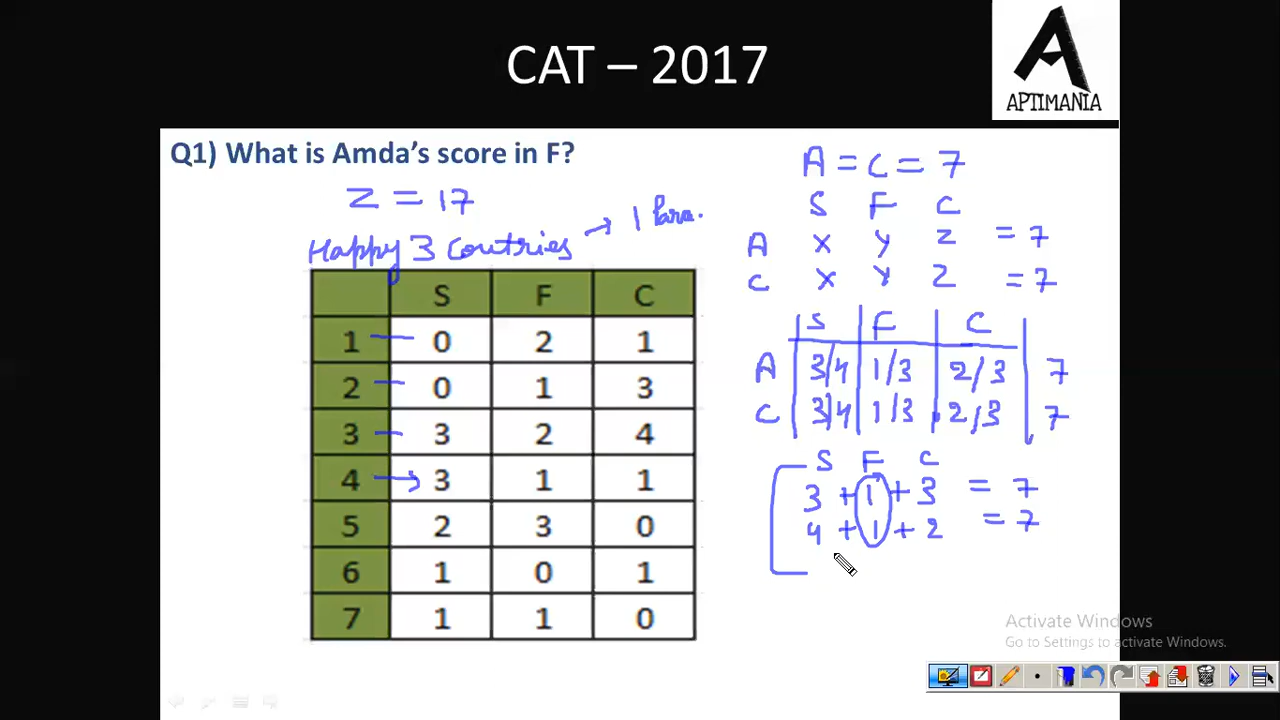 CAT – 2017
APTIMANIA
Q1) What is Amda's score in F?
Z = 17
Happy 3 Coutries → 1 Para.
S F C
1 0 2 1
2 0 1 3
3 3 2 4
4 3 1 1
5 2 3 0
6 1 0 1
7 1 1 0
A = C = 7
S F C
A x y z = 7
C x y z = 7
S F C
A 3/4 1/3 2/3 7
C 3/4 1/3 2/3 7
S F C
3 + 1 + 3 = 7
4 + 1 + 2 = 7
Activate Windows
Go to Settings to activate Windows.